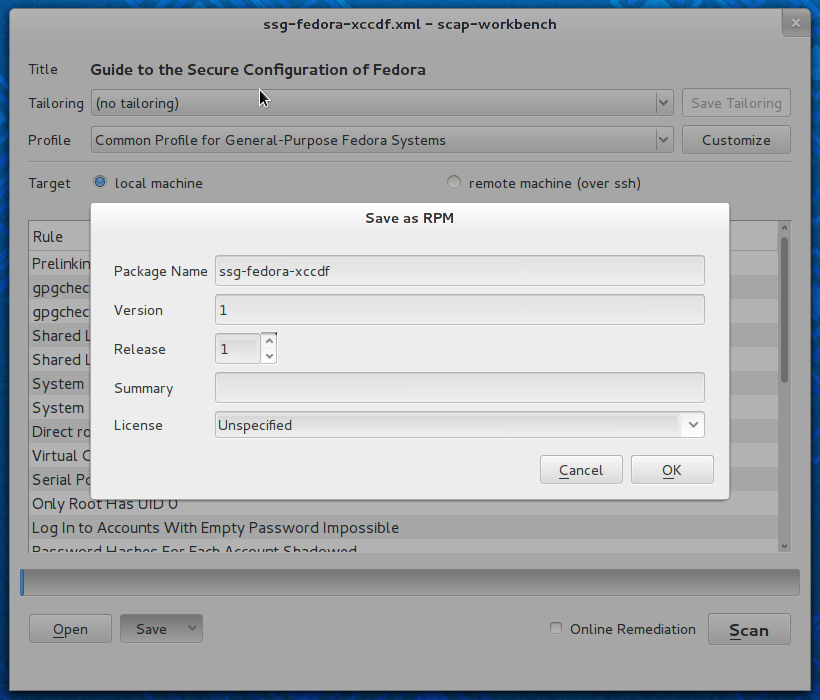 ssg-fedora-xccdf.xml – scap-workbench
Title Guide to the Secure Configuration of Fedora
Tailoring (no tailoring) Save Tailoring
Profile Common Profile for General-Purpose Fedora Systems Customize
Target local machine remote machine (over ssh)
Save as RPM
Package Name ssg-fedora-xccdf
Version 1
Release 1
Summary
License Unspecified
Cancel OK
Rule
Prelinkin
gpgchec
gpgchec
Shared L
Shared L
System
System
Direct ro
Virtual C
Serial Po
Only Root Has UID 0
Log In to Accounts With Empty Password Impossible
Password Hashes For Each Account Shadowed
Open Save Online Remediation Scan